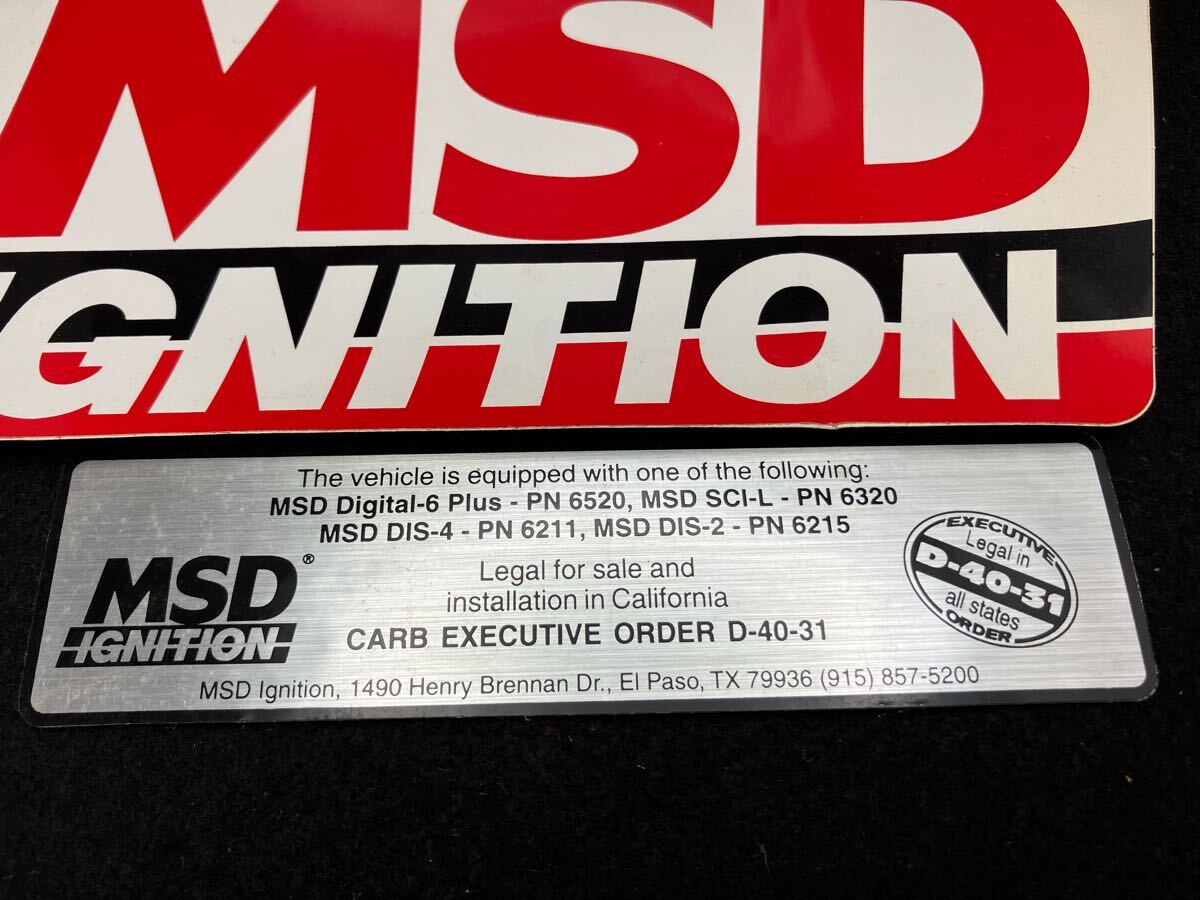 MSD
IGNITION
The vehicle is equipped with one of the following:
MSD Digital-6 Plus - PN 6520, MSD SCI-L - PN 6320
MSD DIS-4 - PN 6211, MSD DIS-2 - PN 6215
MSD®
IGNITION
Legal for sale and
installation in California
CARB EXECUTIVE ORDER D-40-31
EXECUTIVE
Legal in
D-40-31
all states
ORDER
MSD Ignition, 1490 Henry Brennan Dr., El Paso, TX 79936 (915) 857-5200